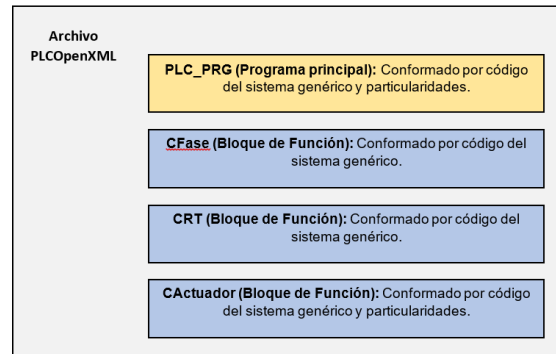 Archivo
PLCOpenXML
PLC_PRG (Programa principal): Conformado por código
del sistema genérico y particularidades.
CFase (Bloque de Función): Conformado por código del
sistema genérico.
CRT (Bloque de Función): Conformado por código del
sistema genérico.
CActuador (Bloque de Función): Conformado por código
del sistema genérico y particularidades.